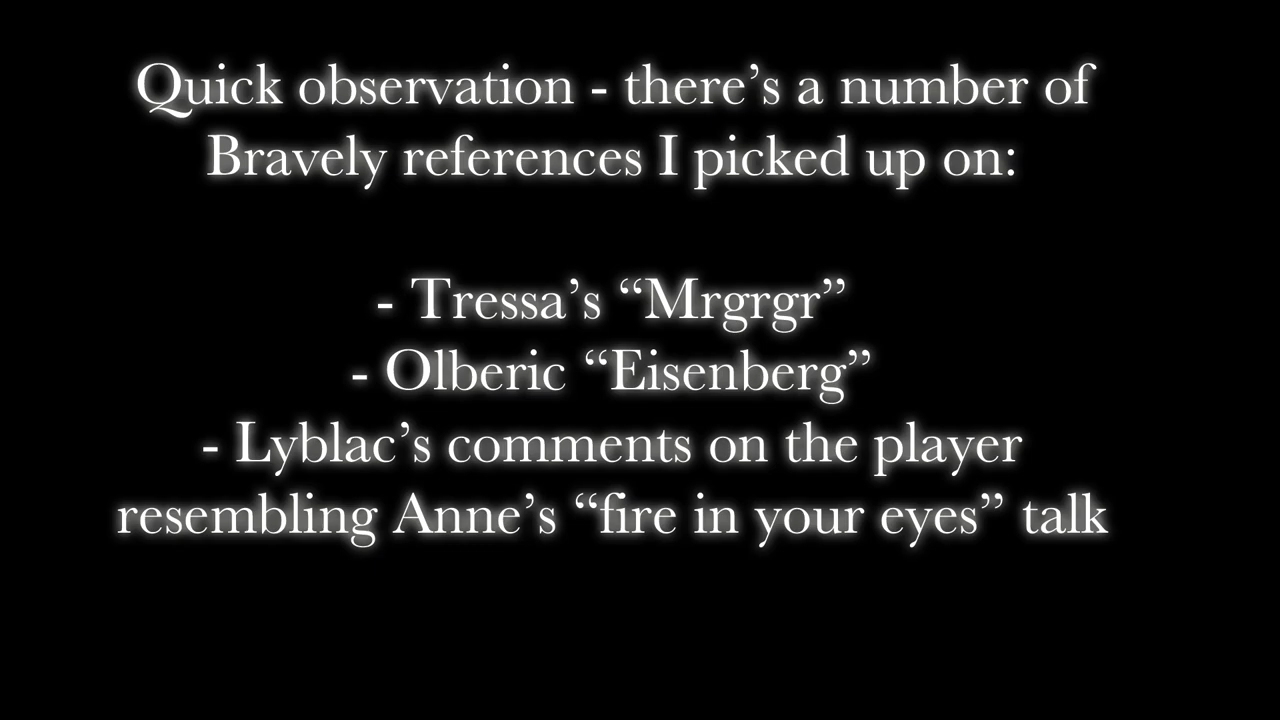 Quick observation - there’s a number of
Bravely references I picked up on:
- Tressa’s “Mrgrgr”
- Olberic “Eisenberg”
- Lyblac’s comments on the player
resembling Anne’s “fire in your eyes” talk